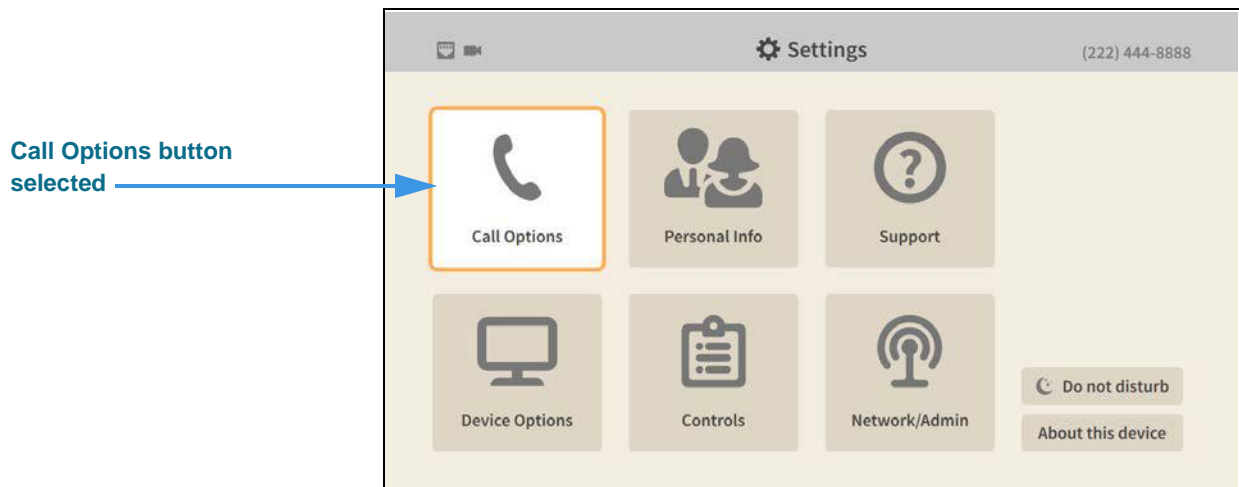 Settings
(222) 444-8888
Call Options button
selected
Call Options
Personal Info
Support
Device Options
Controls
Network/Admin
Do not disturb
About this device